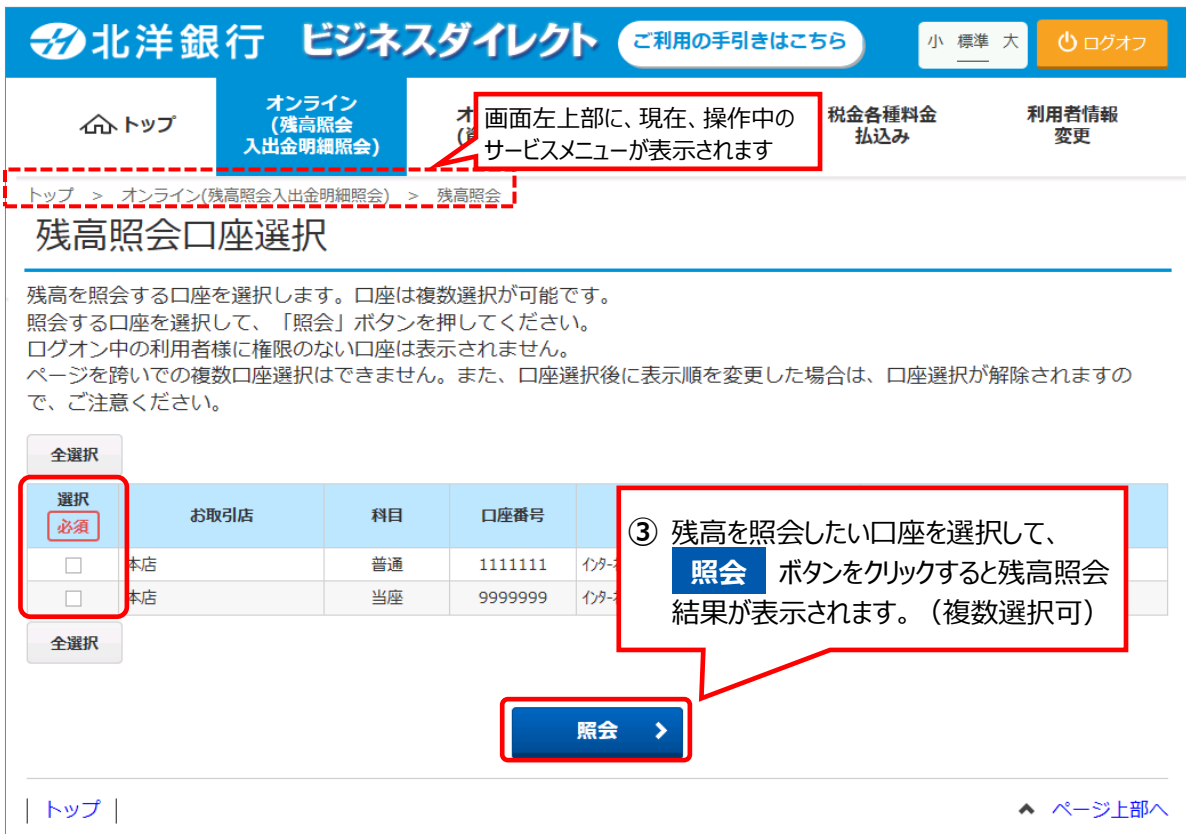 北洋銀行 ビジネスダイレクト ご利用の手引きはこちら 小 標準 大 ログオフ
トップ
オンライン
(残高照会
入出金明細照会)
税金各種料金
払込み
利用者情報
変更
画面左上部に、現在、操作中の
サービスメニューが表示されます
トップ > オンライン(残高照会入出金明細照会) > 残高照会
残高照会口座選択
残高を照会する口座を選択します。口座は複数選択が可能です。
照会する口座を選択して、「照会」ボタンを押してください。
ログオン中の利用者様に権限のない口座は表示されません。
ページを跨いでの複数口座選択はできません。また、口座選択後に表示順を変更した場合は、口座選択が解除されますの
で、ご注意ください。
全選択
選択 必須 お取引店 科目 口座番号
本店 普通 1111111
本店 当座 9999999
全選択
③ 残高を照会したい口座を選択して、
照会 ボタンをクリックすると残高照会
結果が表示されます。（複数選択可）
照会
トップ ページ上部へ